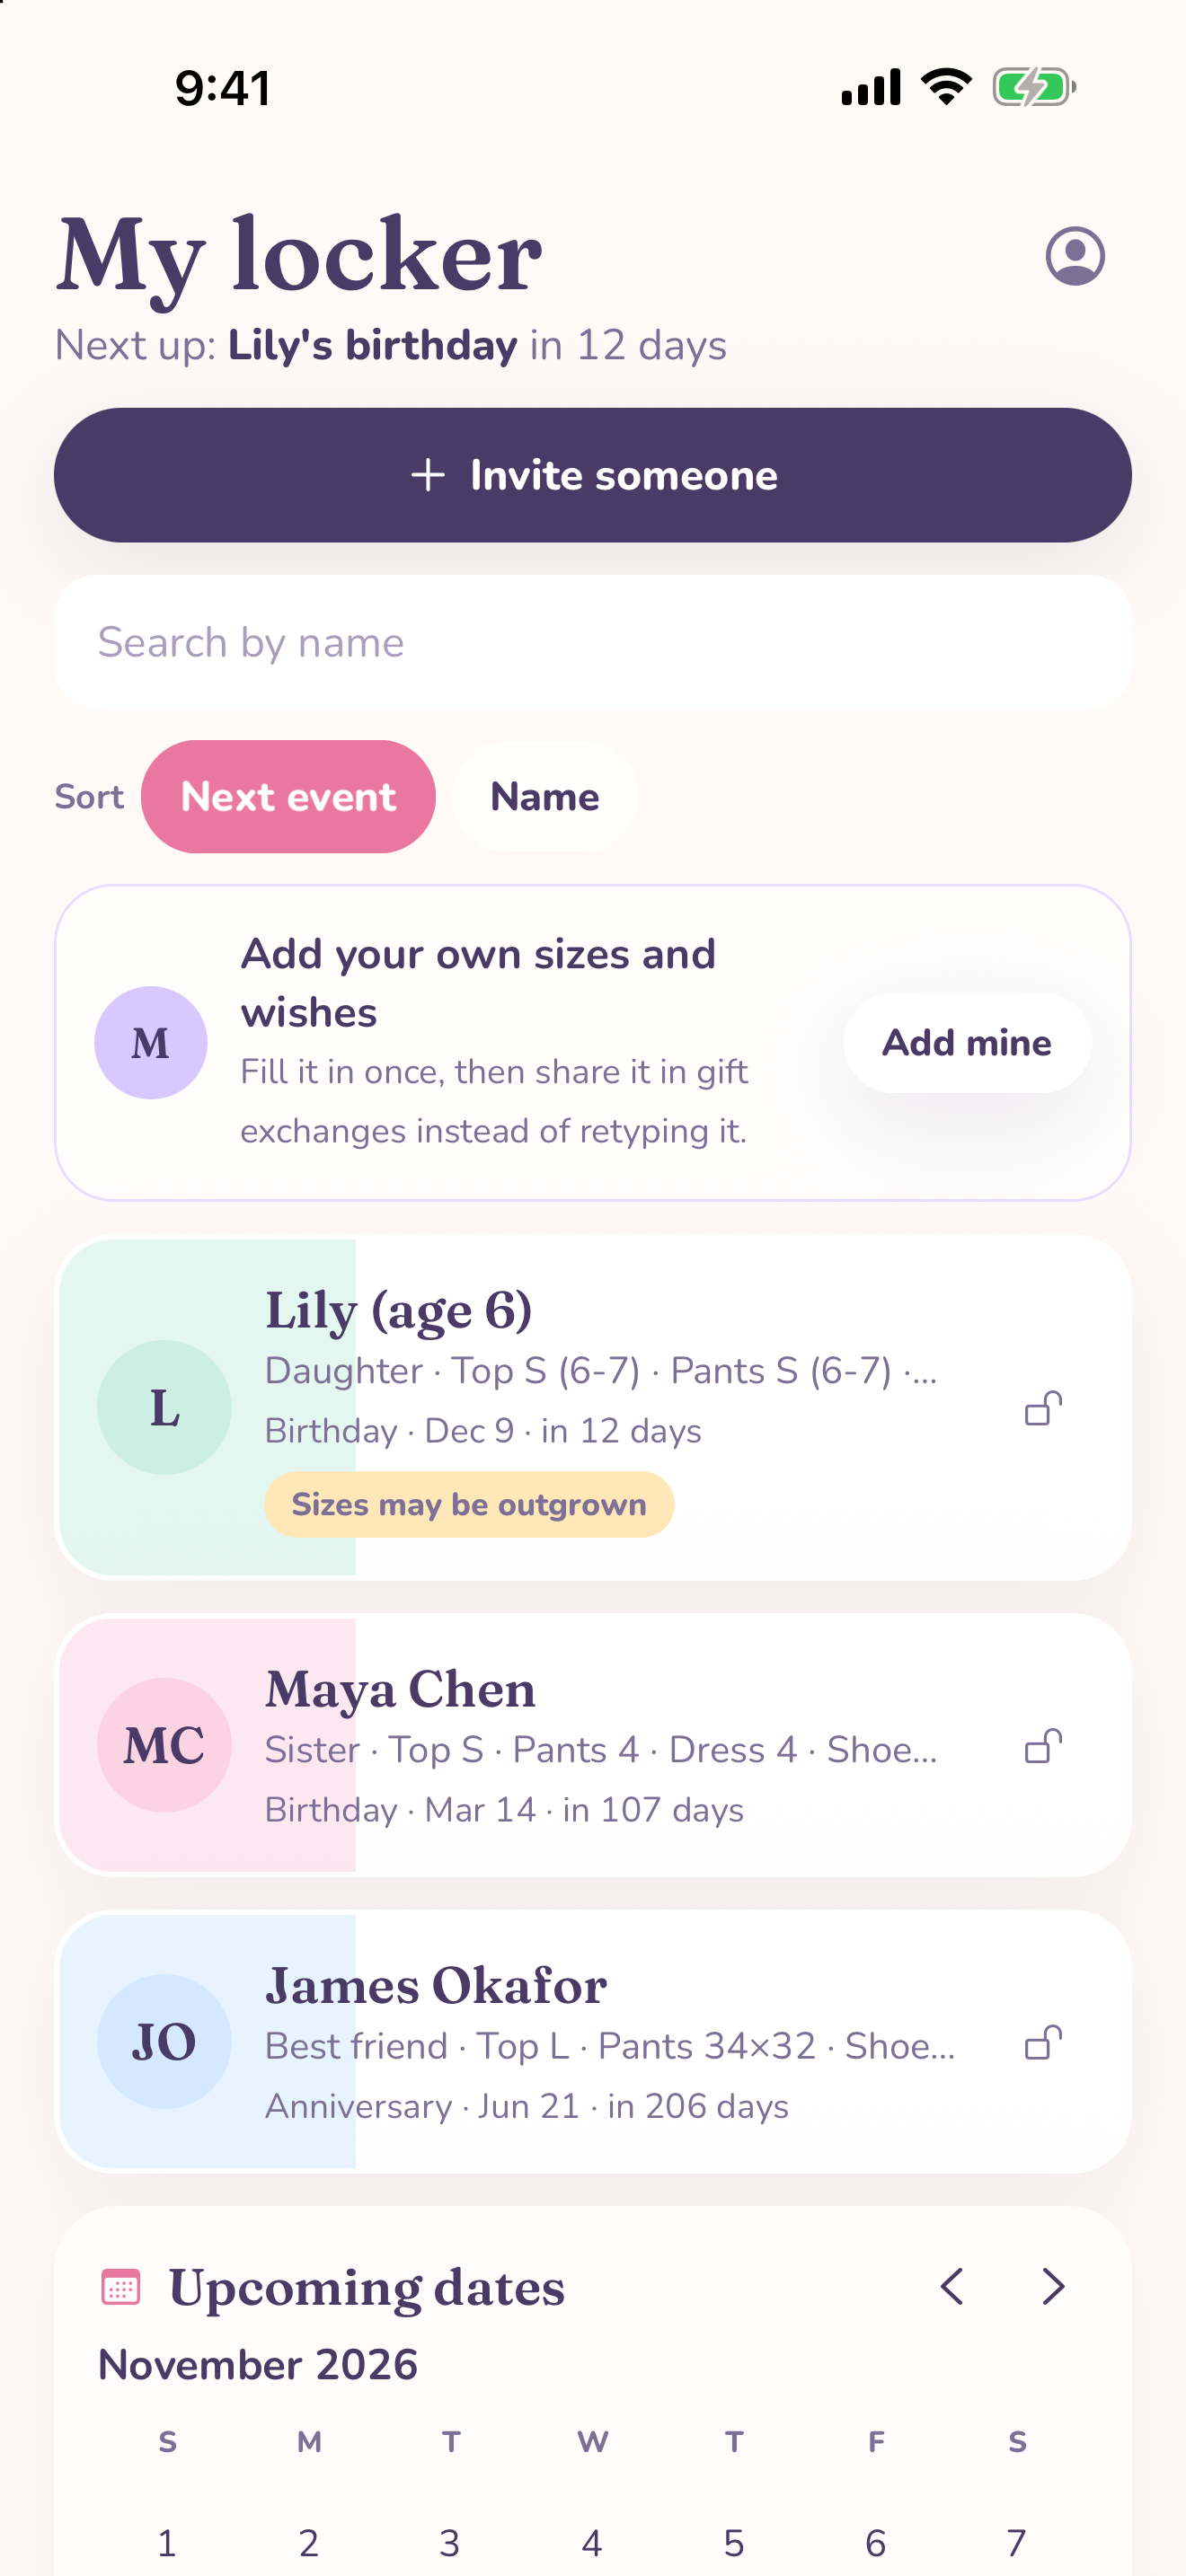 9:41
My locker
Next up: Lily's birthday in 12 days
+ Invite someone
Search by name
Sort Next event Name
Add your own sizes and
wishes
M
Fill it in once, then share it in gift
exchanges instead of retyping it.
Add mine
Lily (age 6)
Daughter · Top S (6-7) · Pants S (6-7) ·...
L
Birthday · Dec 9 · in 12 days
Sizes may be outgrown
Maya Chen
MC
Sister · Top S · Pants 4 · Dress 4 · Shoe...
Birthday · Mar 14 · in 107 days
James Okafor
JO
Best friend · Top L · Pants 34×32 · Shoe...
Anniversary · Jun 21 · in 206 days
Upcoming dates
November 2026
S M T W T F S
1 2 3 4 5 6 7